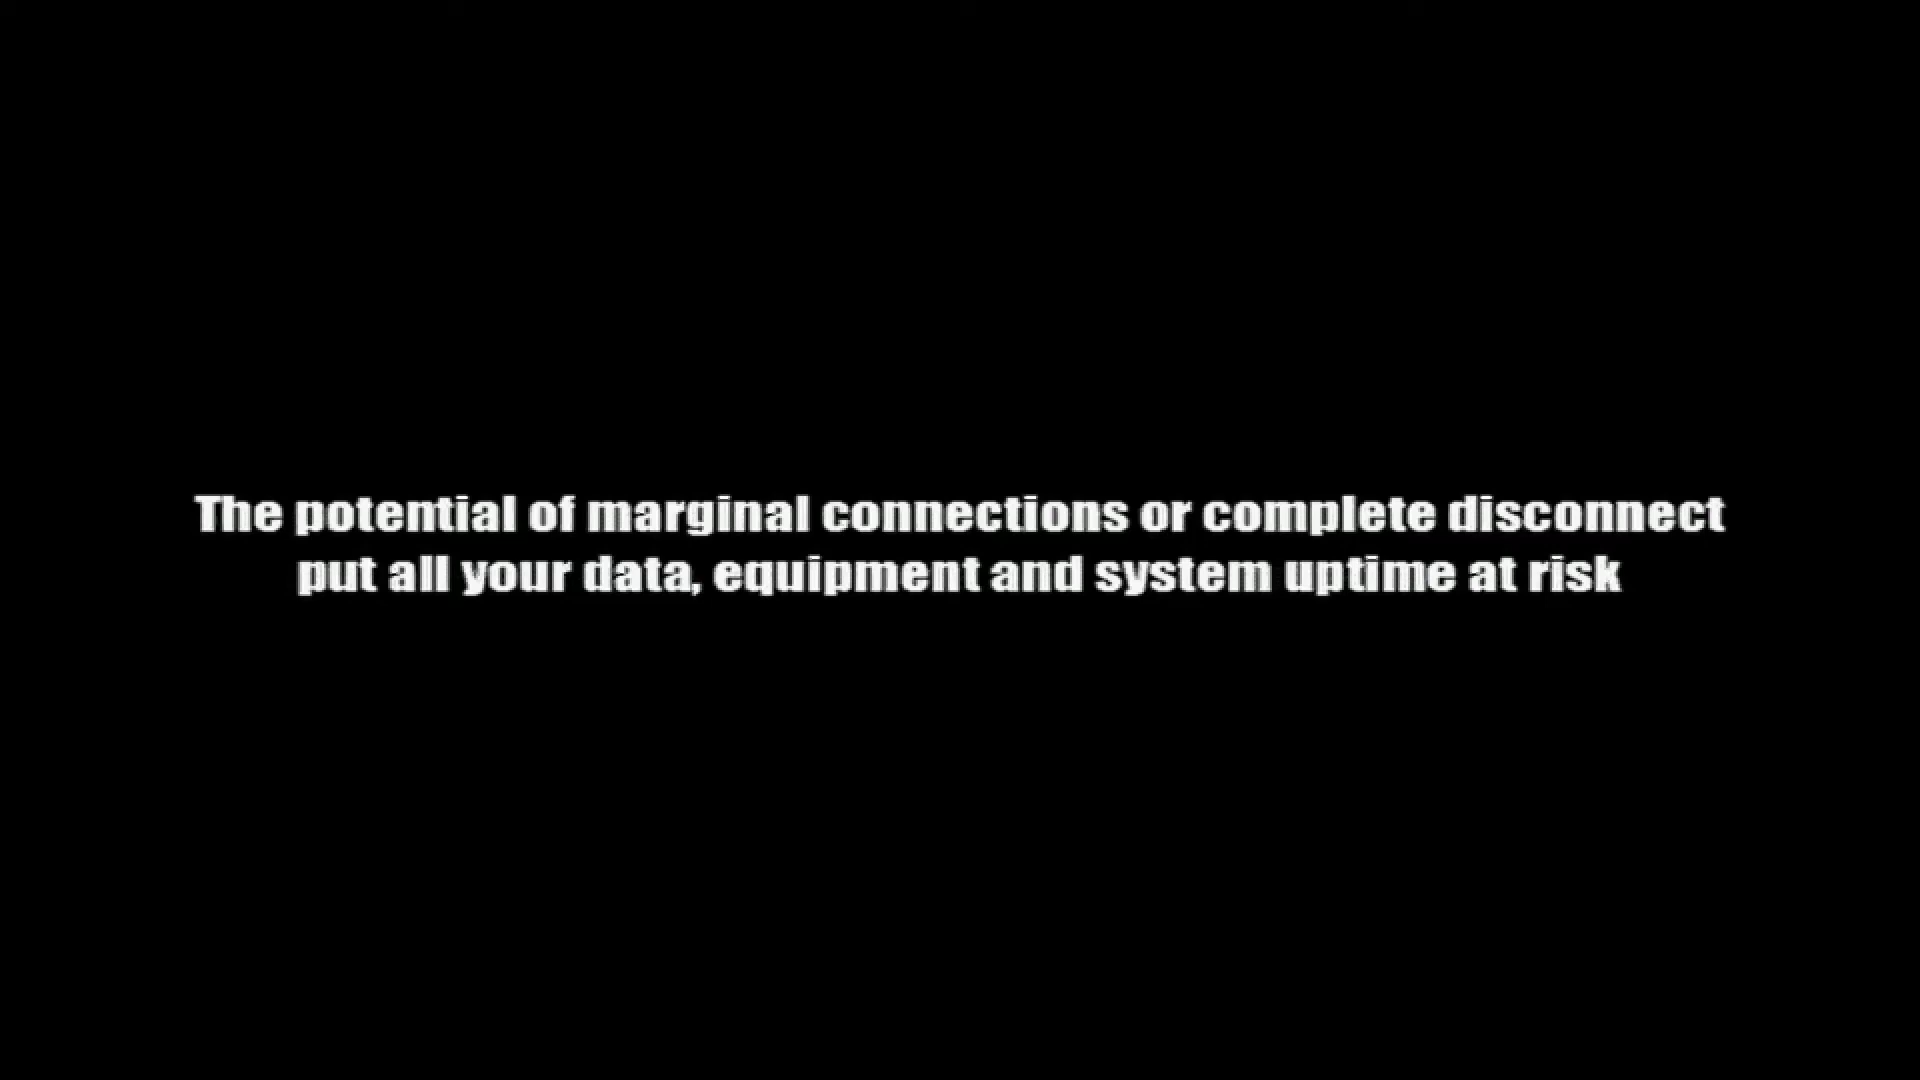 The potential of marginal connections or complete disconnect
put all your data, equipment and system uptime at risk